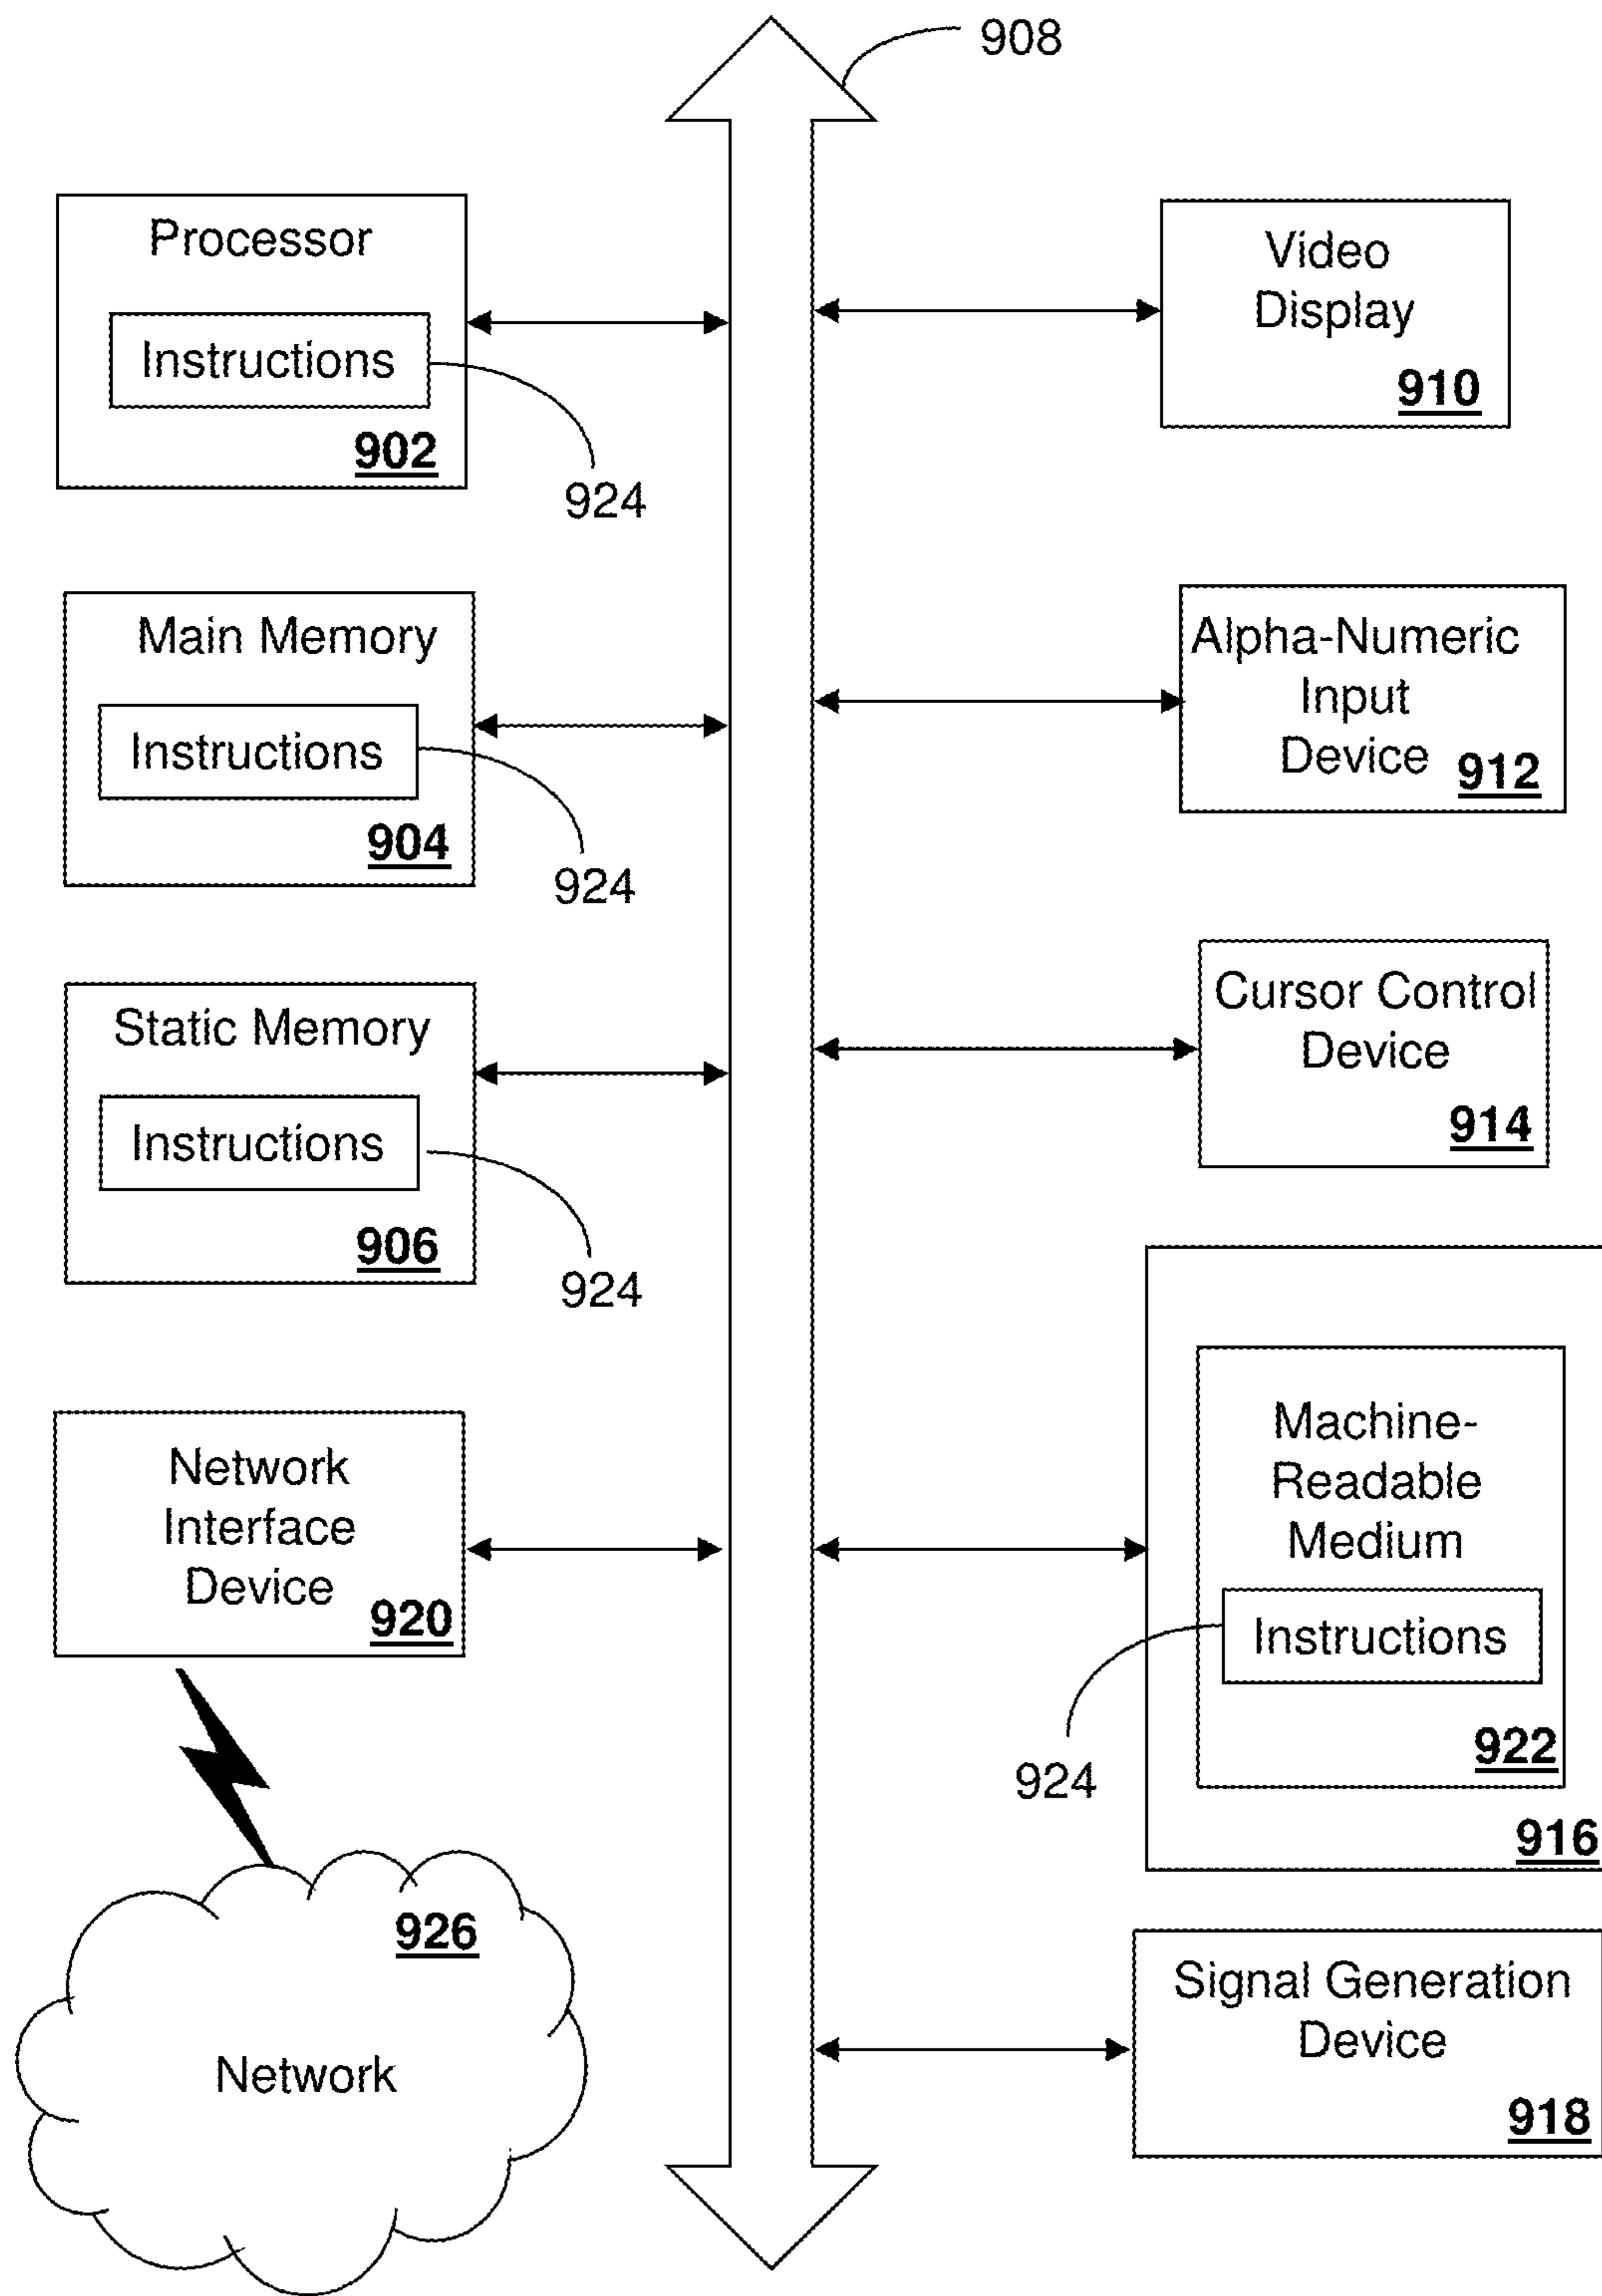 908
Processor
Instructions
902
924
Main Memory
Instructions
904
924
Static Memory
Instructions
906
924
Network
Interface
Device
920
926
Network
Video
Display
910
Alpha-Numeric
Input
Device
912
Cursor Control
Device
914
Machine-
Readable
Medium
Instructions
922
924
916
Signal Generation
Device
918